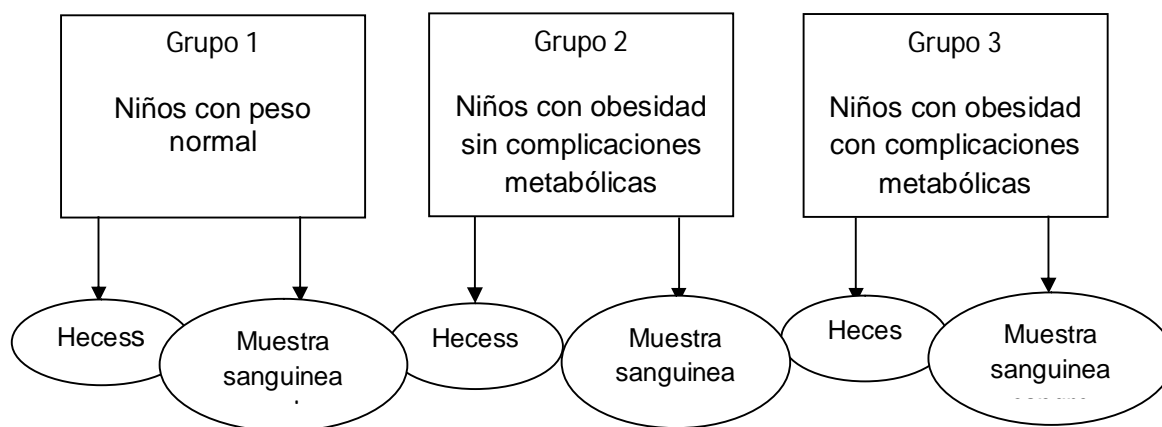 Grupo 1
Niños con peso
normal
Grupo 2
Niños con obesidad
sin complicaciones
metabólicas
Grupo 3
Niños con obesidad
con complicaciones
metabólicas
Hecess
Muestra
sanguinea
Hecess
Muestra
sanguinea
Heces
Muestra
sanguinea